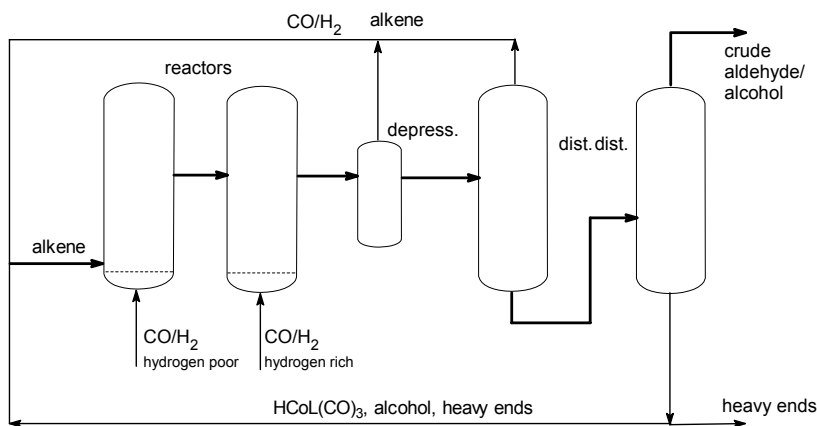 CO/H2 alkene
crude
aldehyde/
alcohol
reactors
depress.
dist. dist.
alkene
CO/H2
hydrogen poor
CO/H2
hydrogen rich
HCoL(CO)3, alcohol, heavy ends
heavy ends